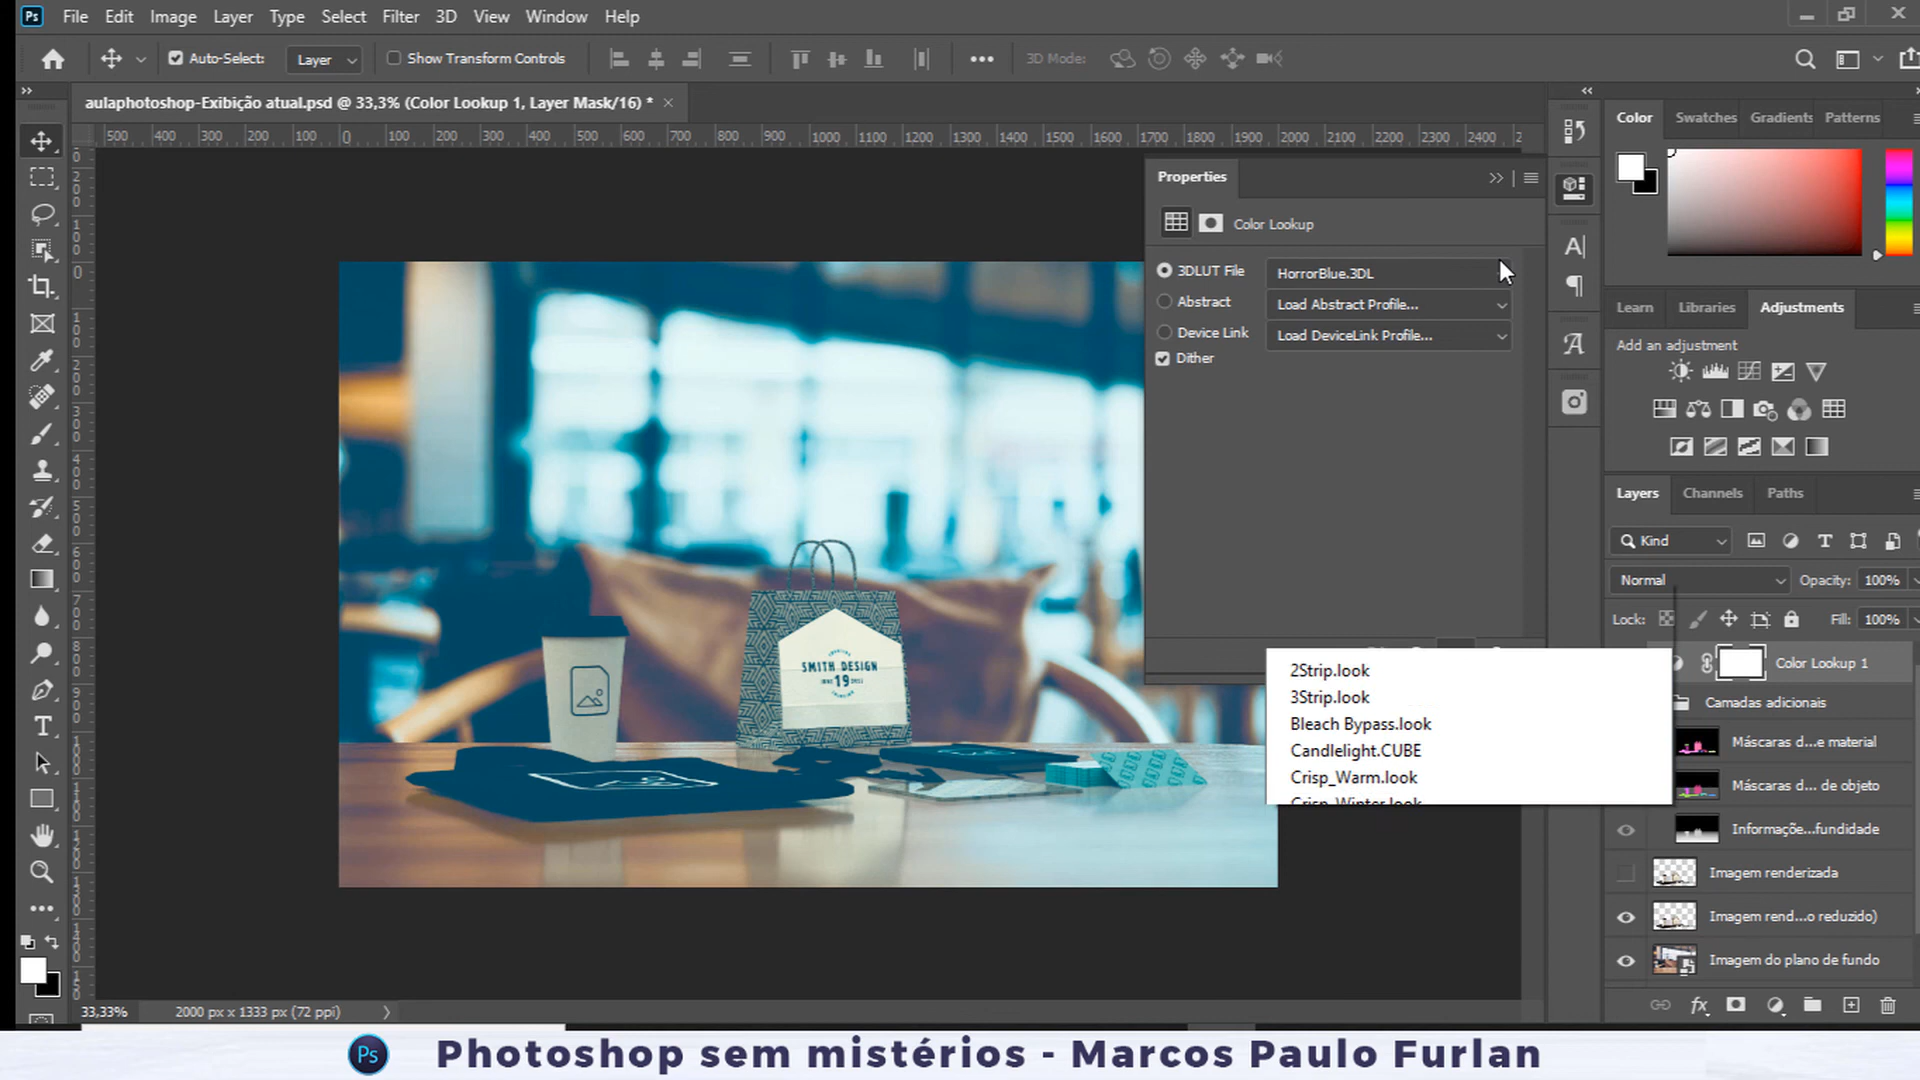 Ps File Edit Image Layer Type Select Filter 3D View Window Help
Auto-Select: Layer Show Transform Controls 3D Mode:
aulaphotoshop-Exibição atual.psd @ 33,3% (Color Lookup 1, Layer Mask/16) *
500 400 300 200 100 0 100 200 300 400 500 600 700 800 900 1000 1100 1200 1300 1400 1500 1600 1700 1800 1900 2000 2100 2200 2300 2400 2
Color Swatches Gradients Patterns
Properties
Color Lookup
3DLUT File HorrorBlue.3DL
Abstract Load Abstract Profile...
Device Link Load DeviceLink Profile...
Dither
Learn Libraries Adjustments
Add an adjustment
Layers Channels Paths
Kind
Normal Opacity: 100%
Lock: Fill: 100%
Color Lookup 1
Camadas adicionais
Máscaras d...e material
Máscaras d... de objeto
Informaçõe...fundidade
Imagem renderizada
Imagem rend...o reduzido)
Imagem do plano de fundo
2Strip.look
3Strip.look
Bleach Bypass.look
Candlelight.CUBE
Crisp_Warm.look
Crisp_Winter.look
SMITH DESIGN
19
33,33% 2000 px x 1333 px (72 ppi)
Ps Photoshop sem mistérios - Marcos Paulo Furlan